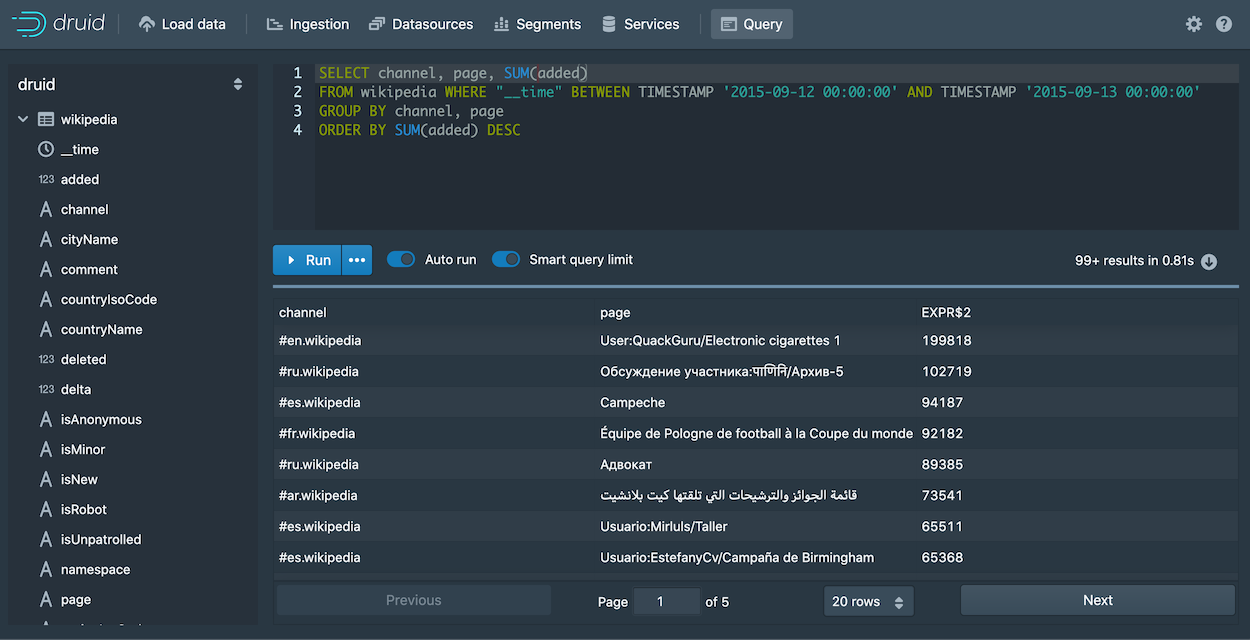 druid Load data Ingestion Datasources Segments Services Query
druid
wikipedia
__time
123 added
A channel
A cityName
A comment
A countryIsoCode
A countryName
123 deleted
123 delta
A isAnonymous
A isMinor
A isNew
A isRobot
A isUnpatrolled
A namespace
A page
1 SELECT channel, page, SUM(added)
2 FROM wikipedia WHERE "__time" BETWEEN TIMESTAMP '2015-09-12 00:00:00' AND TIMESTAMP '2015-09-13 00:00:00'
3 GROUP BY channel, page
4 ORDER BY SUM(added) DESC
Run Auto run Smart query limit 99+ results in 0.81s
channel page EXPR$2
#en.wikipedia User:QuackGuru/Electronic cigarettes 1 199818
#ru.wikipedia Обсуждение участника:पाणिनि/Архив-5 102719
#es.wikipedia Campeche 94187
#fr.wikipedia Équipe de Pologne de football à la Coupe du monde 92182
#ru.wikipedia Адвокат 89385
#ar.wikipedia قائمة الجوائز والترشيحات التي تلقتها كيت بلانشيت 73541
#es.wikipedia Usuario:Mirluls/Taller 65511
#es.wikipedia Usuario:EstefanyCv/Campaña de Birmingham 65368
Previous Page 1 of 5 20 rows Next